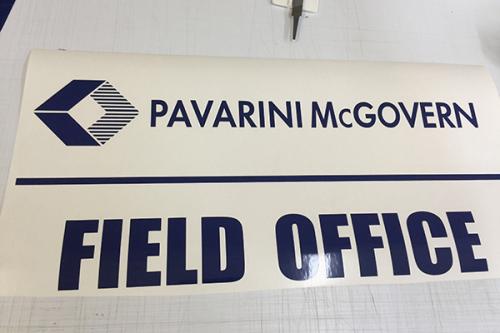 PAVARINI McGOVERN
FIELD OFFICE